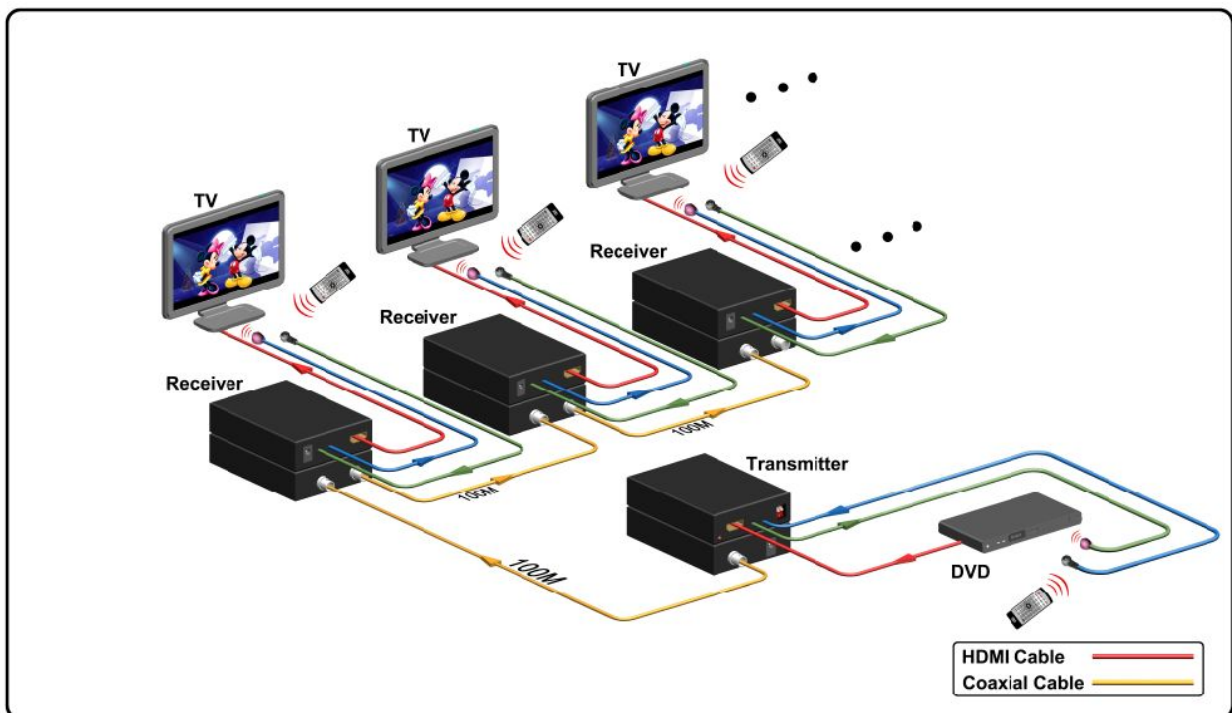 TV
TV
TV
Receiver
Receiver
Receiver
100M
100M
100M
Transmitter
DVD
HDMI Cable
Coaxial Cable